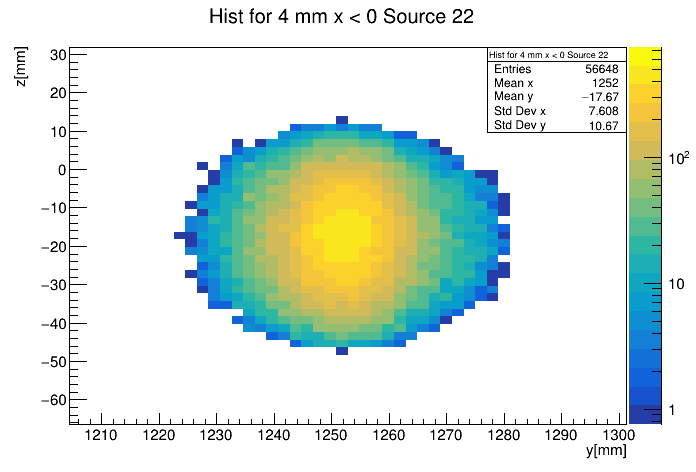 Hist for 4 mm x < 0 Source 22
z[mm]
30
20
10
0
−10
−20
−30
−40
−50
−60
1210 1220 1230 1240 1250 1260 1270 1280 1290 1300
y[mm]
Hist for 4 mm x < 0 Source 22
Entries 56648
Mean x 1252
Mean y −17.67
Std Dev x 7.608
Std Dev y 10.67
10²
10
1